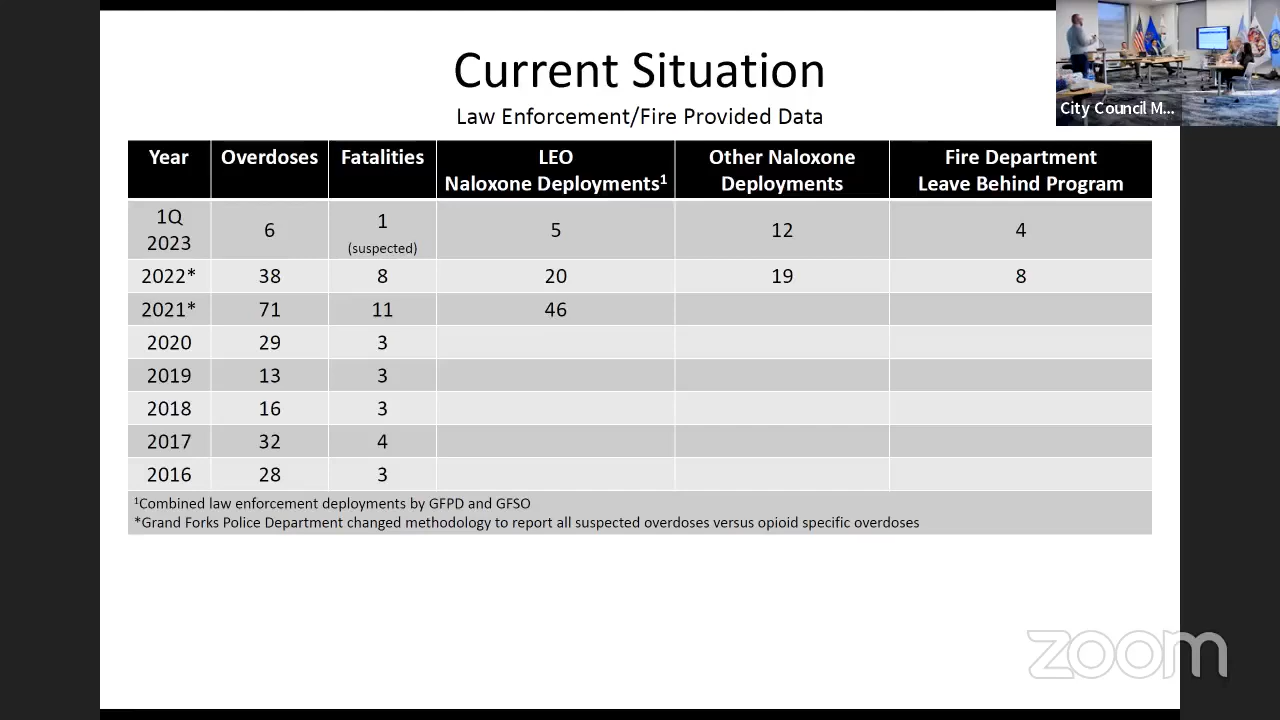 Current Situation
Law Enforcement/Fire Provided Data
City Council M...
Year Overdoses Fatalities LEO Naloxone Deployments¹ Other Naloxone Deployments Fire Department Leave Behind Program
1Q 2023 6 1 (suspected) 5 12 4
2022* 38 8 20 19 8
2021* 71 11 46
2020 29 3
2019 13 3
2018 16 3
2017 32 4
2016 28 3
¹Combined law enforcement deployments by GFPD and GFSO
*Grand Forks Police Department changed methodology to report all suspected overdoses versus opioid specific overdoses
zoom